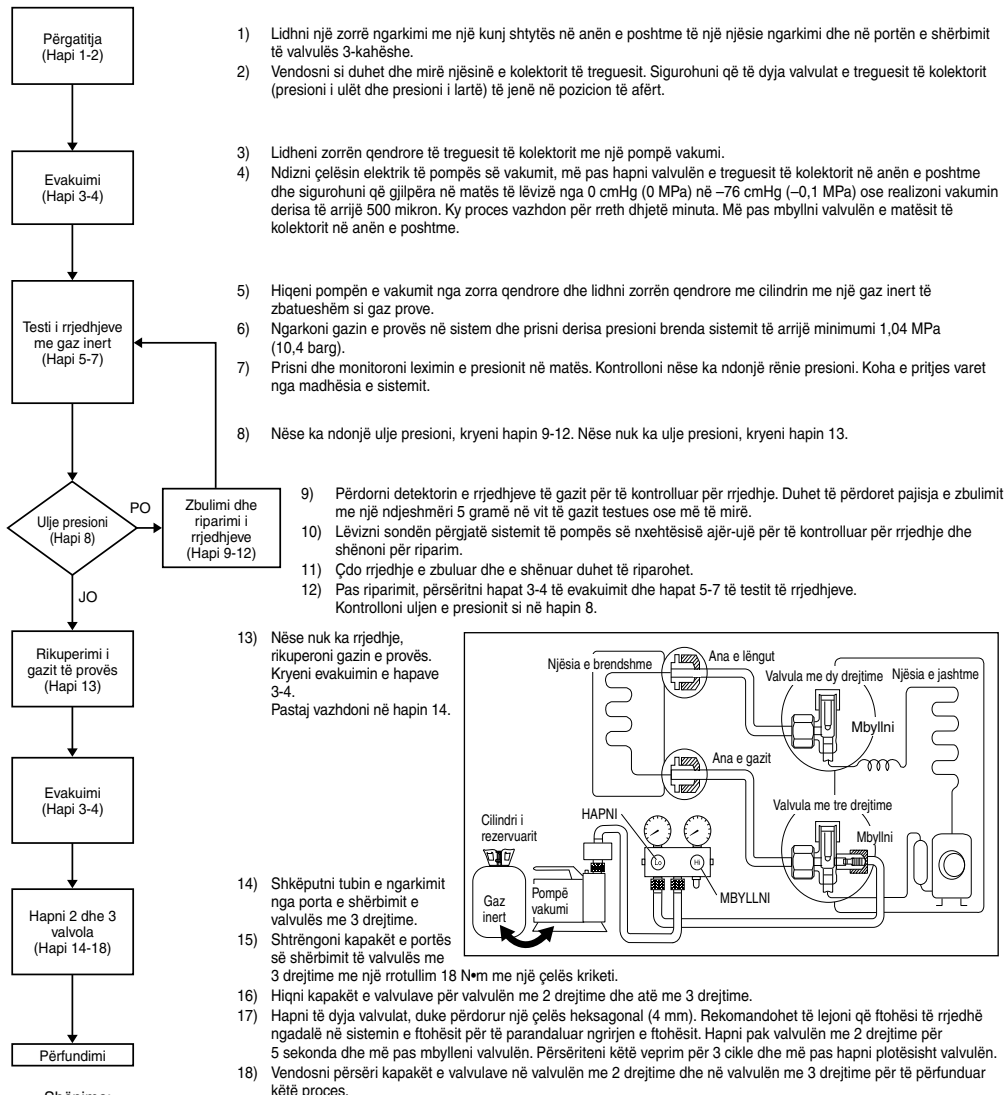 Përgatitja
(Hapi 1-2)
1) Lidhni një zorrë ngarkimi me një kunj shtytës në anën e poshtme të një njësie ngarkimi dhe në portën e shërbimit
të valvulës 3-kahëshe.
2) Vendosni si duhet dhe mirë njësinë e kolektorit të treguesit. Sigurohuni që të dyja valvulat e treguesit të kolektorit
(presioni i ulët dhe presioni i lartë) të jenë në pozicion të afërt.
Evakuimi
(Hapi 3-4)
3) Lidheni zorrën qendrore të treguesit të kolektorit me një pompë vakumi.
4) Ndizni çelësin elektrik të pompës së vakumit, më pas hapni valvulën e treguesit të kolektorit në anën e poshtme
dhe sigurohuni që gjilpëra në matës të lëvizë nga 0 cmHg (0 MPa) në –76 cmHg (–0,1 MPa) ose realizoni vakumin
derisa të arrijë 500 mikron. Ky proces vazhdon për rreth dhjetë minuta. Më pas mbyllni valvulën e matësit të
kolektorit në anën e poshtme.
Testi i rrjedhjeve
me gaz inert
(Hapi 5-7)
5) Hiqeni pompën e vakumit nga zorra qendrore dhe lidhni zorrën qendrore me cilindrin me një gaz inert të
zbatueshëm si gaz prove.
6) Ngarkoni gazin e provës në sistem dhe prisni derisa presioni brenda sistemit të arrijë minimumi 1,04 MPa
(10,4 barg).
7) Prisni dhe monitoroni leximin e presionit në matës. Kontrolloni nëse ka ndonjë rënie presioni. Koha e pritjes varet
nga madhësia e sistemit.
8) Nëse ka ndonjë ulje presioni, kryeni hapin 9-12. Nëse nuk ka ulje presioni, kryeni hapin 13.
Ulje presioni
(Hapi 8)
PO
JO
Zbulimi dhe
riparimi i
rrjedhjeve
(Hapi 9-12)
9) Përdorni detektorin e rrjedhjeve të gazit për të kontrolluar për rrjedhje. Duhet të përdoret pajisja e zbulimit
me një ndjeshmëri 5 gramë në vit të gazit testues ose më të mirë.
10) Lëvizni sondën përgjatë sistemit të pompës së nxehtësisë ajër-ujë për të kontrolluar për rrjedhje dhe
shënoni për riparim.
11) Çdo rrjedhje e zbuluar dhe e shënuar duhet të riparohet.
12) Pas riparimit, përsëritni hapat 3-4 të evakuimit dhe hapat 5-7 të testit të rrjedhjeve.
Kontrolloni uljen e presionit si në hapin 8.
Rikuperimi i
gazit të provës
(Hapi 13)
13) Nëse nuk ka rrjedhje,
rikuperoni gazin e provës.
Kryeni evakuimin e hapave
3-4.
Pastaj vazhdoni në hapin 14.
Njësia e brendshme
Ana e lëngut
Valvula me dy drejtime
Njësia e jashtme
Mbyllni
Ana e gazit
Valvula me tre drejtime
Mbyllni
HAPNI
Cilindri i
rezervuarit
Lo
Hi
Gaz
inert
Pompë
vakumi
MBYLLNI
Evakuimi
(Hapi 3-4)
Hapni 2 dhe 3
valvola
(Hapi 14-18)
14) Shkëputni tubin e ngarkimit
nga porta e shërbimit e
valvulës me 3 drejtime.
15) Shtrëngoni kapakët e portës
së shërbimit të valvulës me
3 drejtime me një rrotullim 18 N•m me një çelës kriketi.
16) Hiqni kapakët e valvulave për valvulën me 2 drejtime dhe atë me 3 drejtime.
17) Hapni të dyja valvulat, duke përdorur një çelës heksagonal (4 mm). Rekomandohet të lejoni që ftohësi të rrjedhë
ngadalë në sistemin e ftohësit për të parandaluar ngrirjen e ftohësit. Hapni pak valvulën me 2 drejtime për
5 sekonda dhe më pas mbylleni valvulën. Përsëriteni këtë veprim për 3 cikle dhe më pas hapni plotësisht valvulën.
18) Vendosni përsëri kapakët e valvulave në valvulën me 2 drejtime dhe në valvulën me 3 drejtime për të përfunduar
këtë proces.
Përfundimi